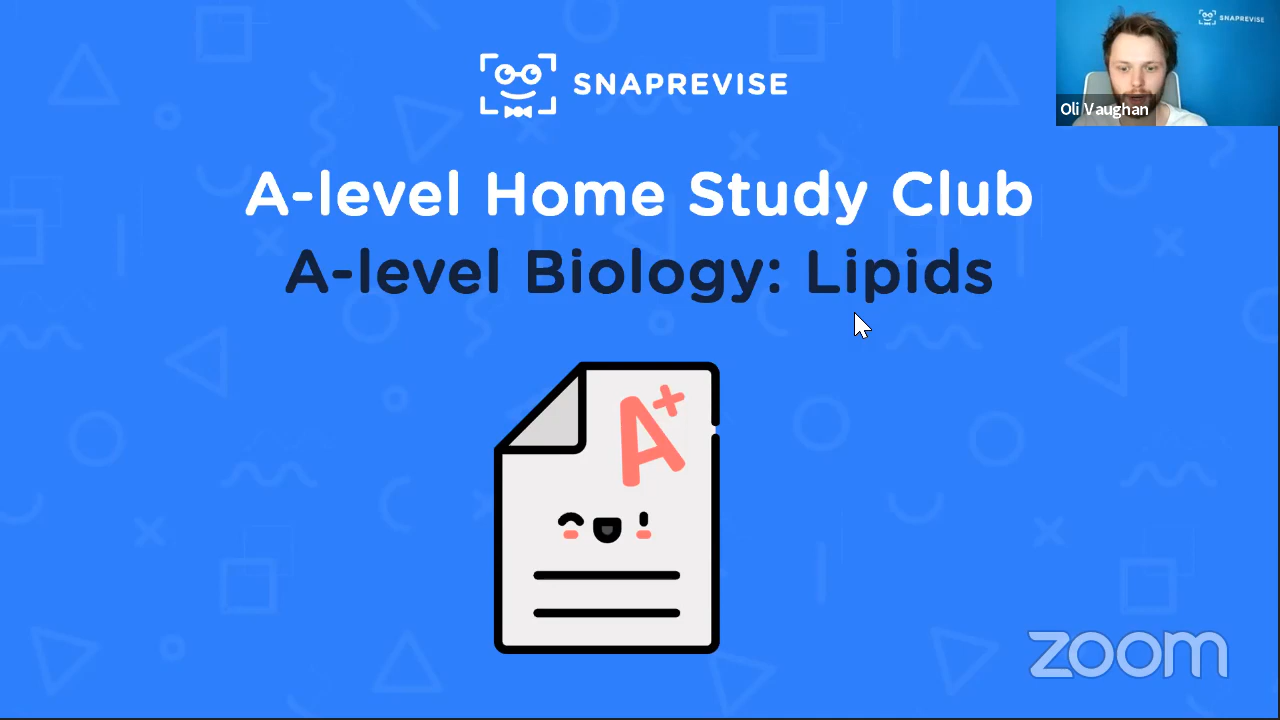 SNAPREVISE
SNAPREVISE
Oli Vaughan
A-level Home Study Club
A-level Biology: Lipids
A+
zoom